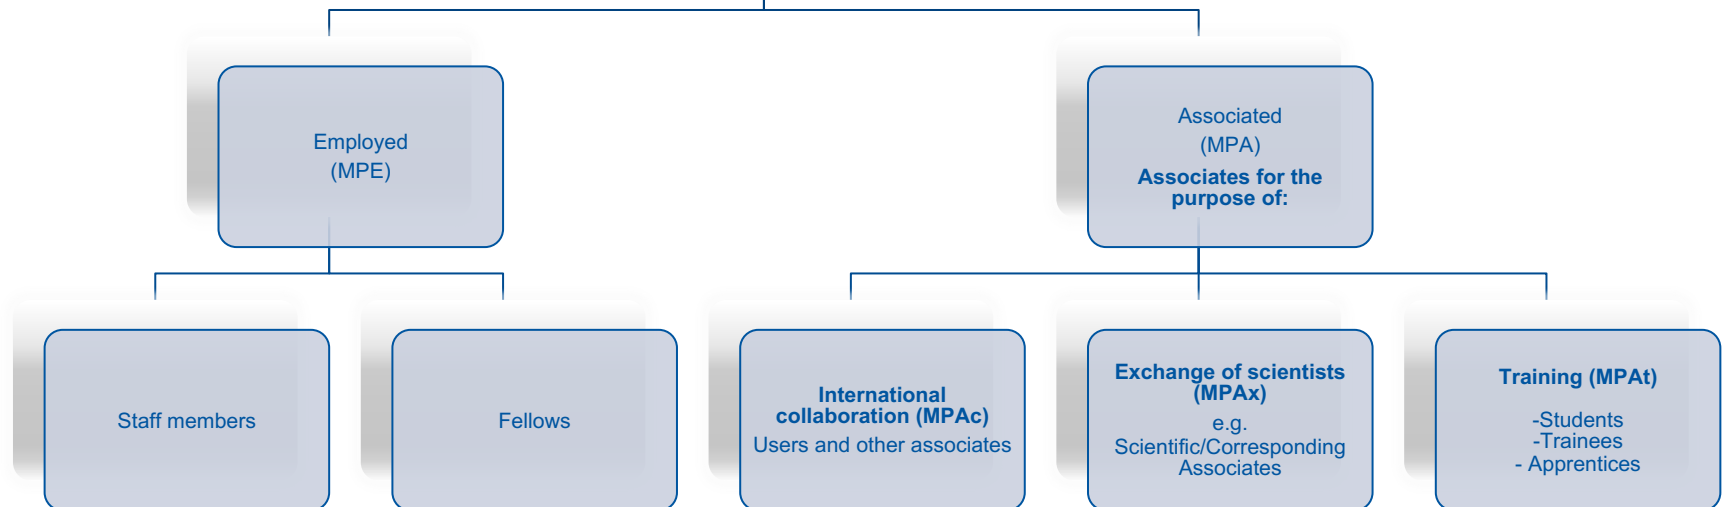 Employed
(MPE)
Associated
(MPA)
Associates for the
purpose of:
Staff members
Fellows
International
collaboration (MPAc)
Users and other associates
Exchange of scientists
(MPAx)
e.g.
Scientific/Corresponding
Associates
Training (MPAt)
-Students
-Trainees
- Apprentices